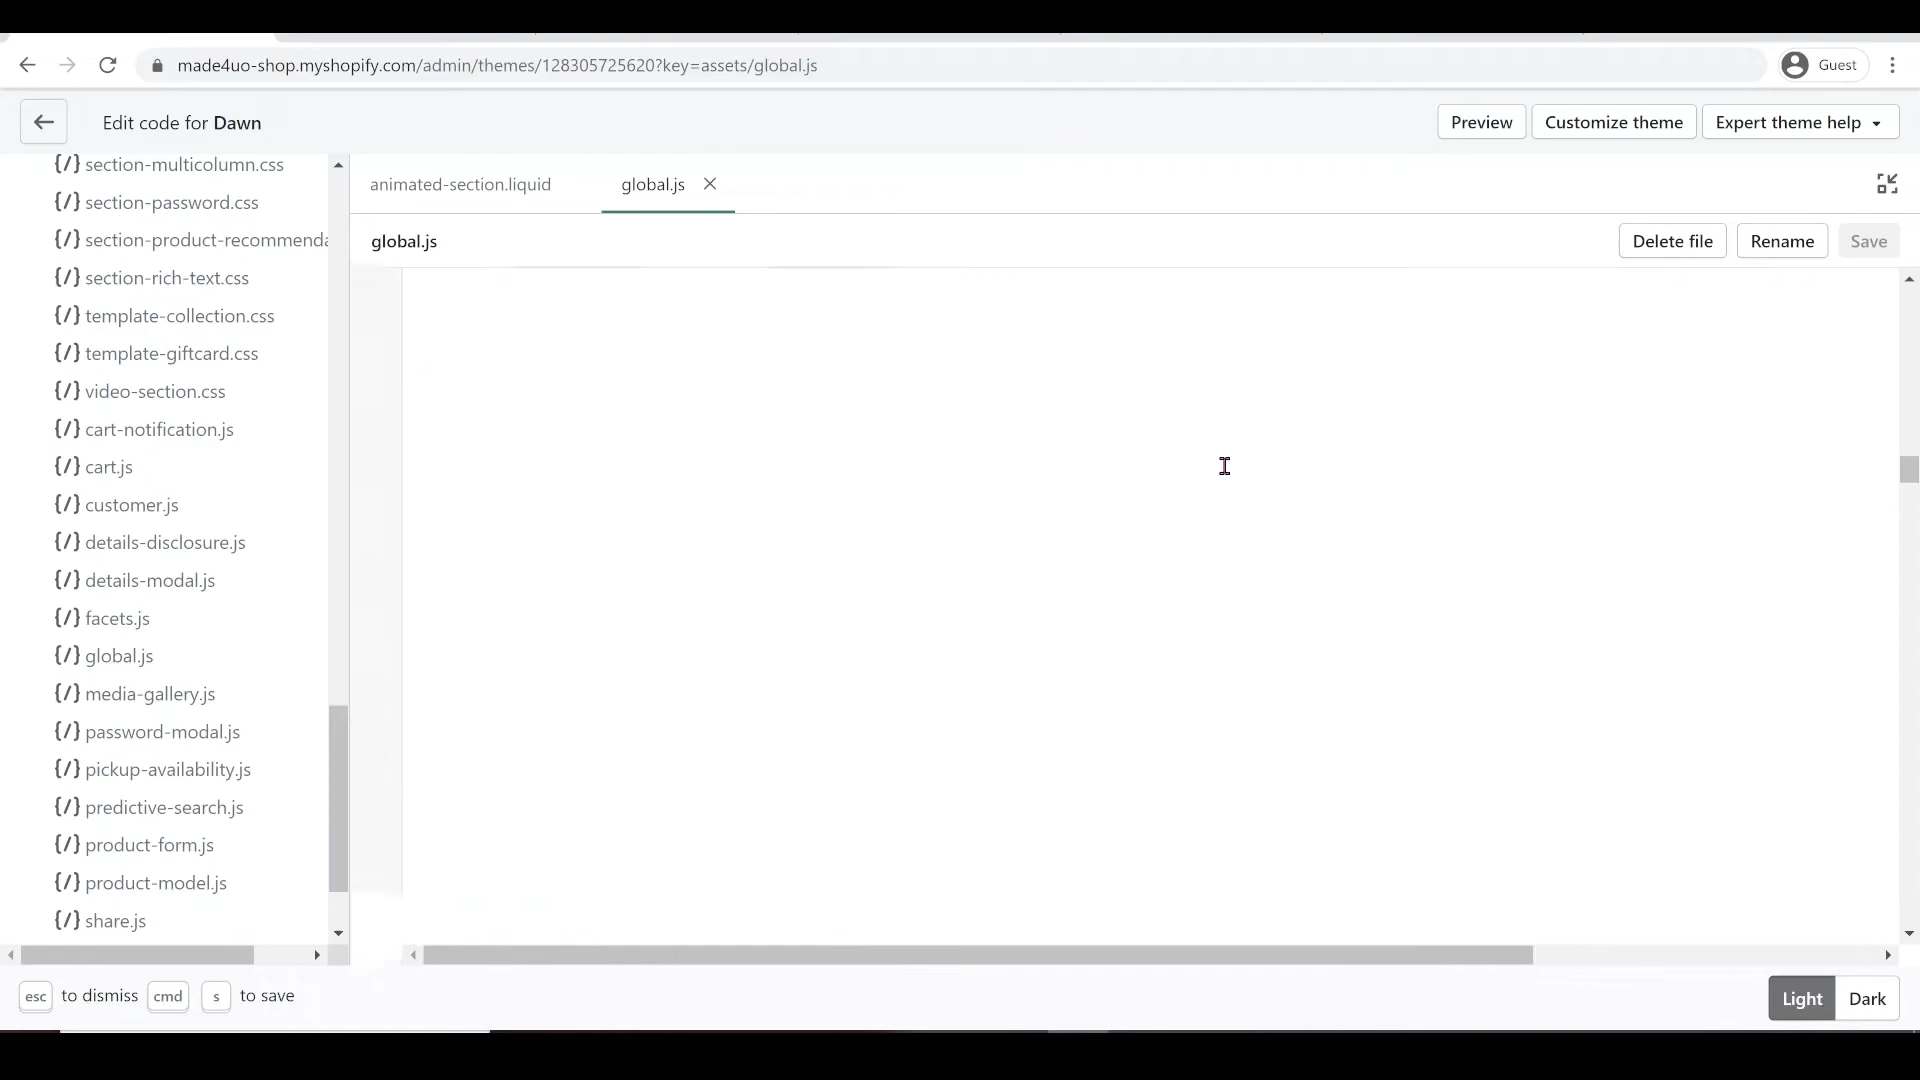 made4uo-shop.myshopify.com/admin/themes/128305725620?key=assets/global.js
Guest
Edit code for Dawn
Preview
Customize theme
Expert theme help
{/} section-multicolumn.css
{/} section-password.css
{/} section-product-recommenda
{/} section-rich-text.css
{/} template-collection.css
{/} template-giftcard.css
{/} video-section.css
{/} cart-notification.js
{/} cart.js
{/} customer.js
{/} details-disclosure.js
{/} details-modal.js
{/} facets.js
{/} global.js
{/} media-gallery.js
{/} password-modal.js
{/} pickup-availability.js
{/} predictive-search.js
{/} product-form.js
{/} product-model.js
{/} share.js
animated-section.liquid
global.js
global.js
Delete file
Rename
Save
esc to dismiss cmd s to save
Light
Dark